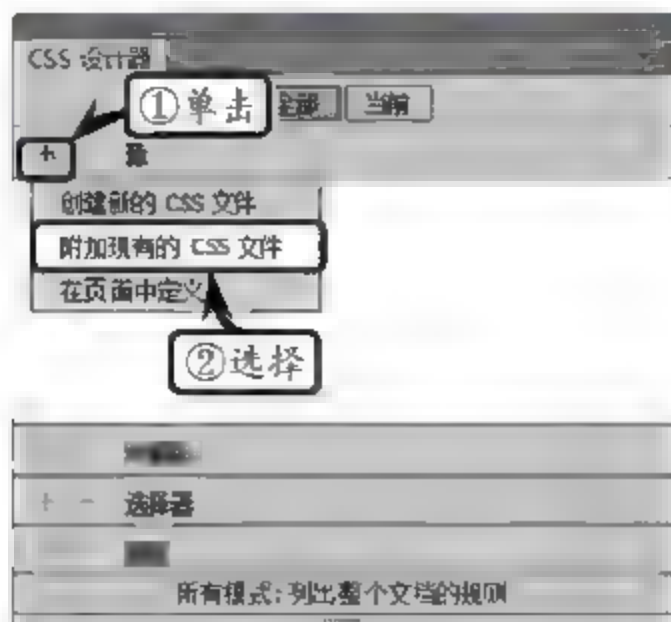 CSS 设计器
①单击
全部 当前
+
创建新的 CSS 文件
附加现有的 CSS 文件
在页面中定义
②选择
+ - 选择器
所有模式:列出整个文档的规则